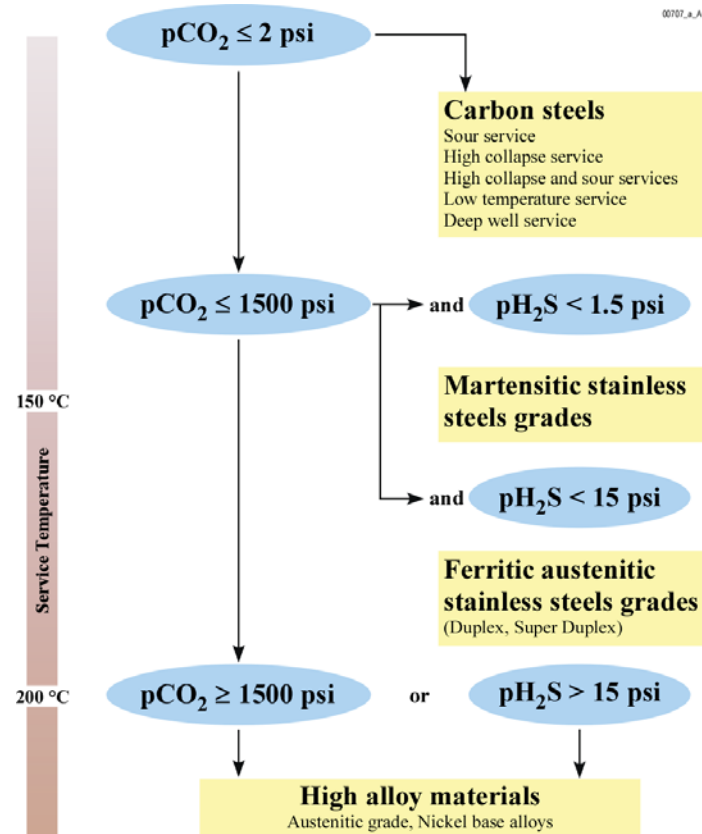 00707_a_A
pCO₂ ≤ 2 psi
Carbon steels
Sour service
High collapse service
High collapse and sour services
Low temperature service
Deep well service
pCO₂ ≤ 1500 psi
and
pH₂S < 1.5 psi
150 °C
Martensitic stainless
steels grades
and
pH₂S < 15 psi
Service Temperature
Ferritic austenitic
stainless steels grades
(Duplex, Super Duplex)
200 °C
pCO₂ ≥ 1500 psi
or
pH₂S > 15 psi
High alloy materials
Austenitic grade, Nickel base alloys